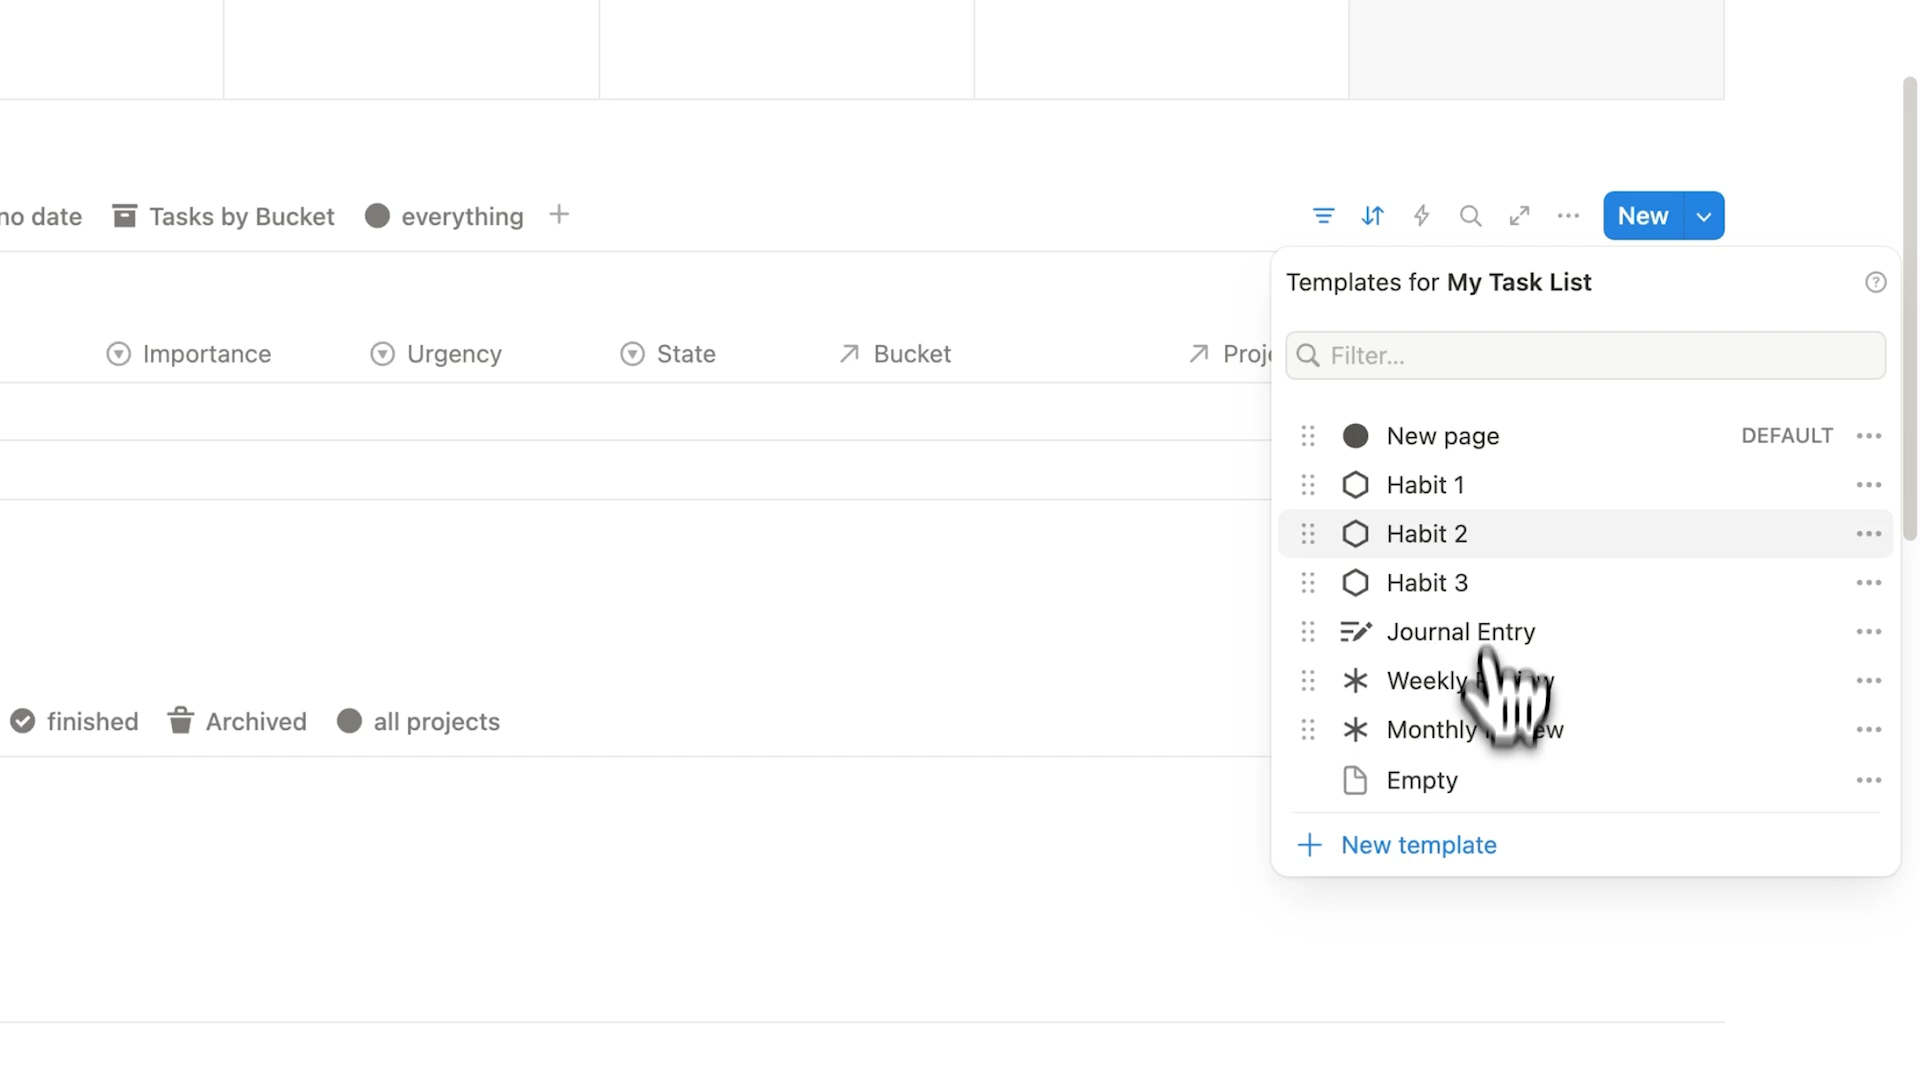 no date Tasks by Bucket everything New
Templates for My Task List
Importance Urgency State Bucket
Filter...
New page DEFAULT
Habit 1
Habit 2
Habit 3
Journal Entry
Weekly
Monthly
Empty
New template
finished Archived all projects